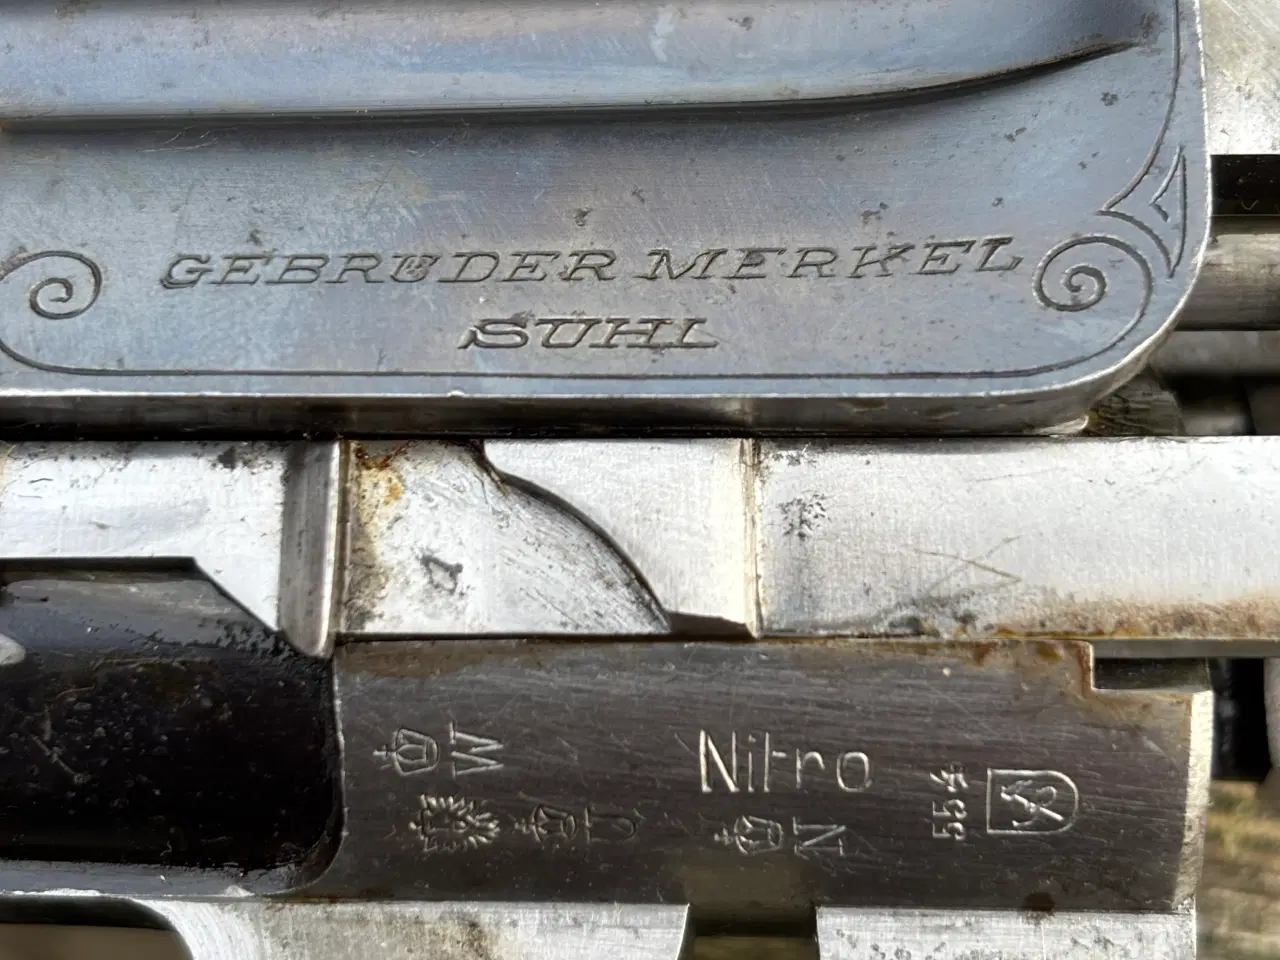 GEBRÜDER MERKEL
SUHL
W
Nitro
U
N
554